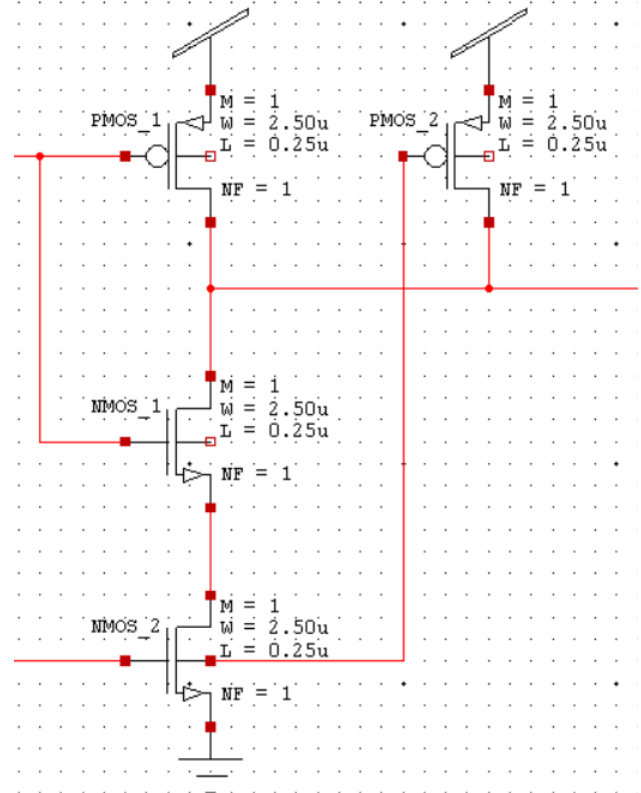 PMOS_1
M = 1
W = 2.50u
L = 0.25u
NF = 1
PMOS_2
M = 1
W = 2.50u
L = 0.25u
NF = 1
NMOS_1
M = 1
W = 2.50u
L = 0.25u
NF = 1
NMOS_2
M = 1
W = 2.50u
L = 0.25u
NF = 1